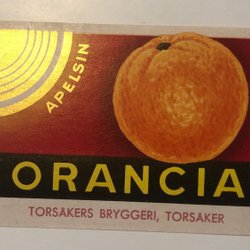 APELSIN
ORANCIA
TORSAKERS BRYGGERI, TORSAKER